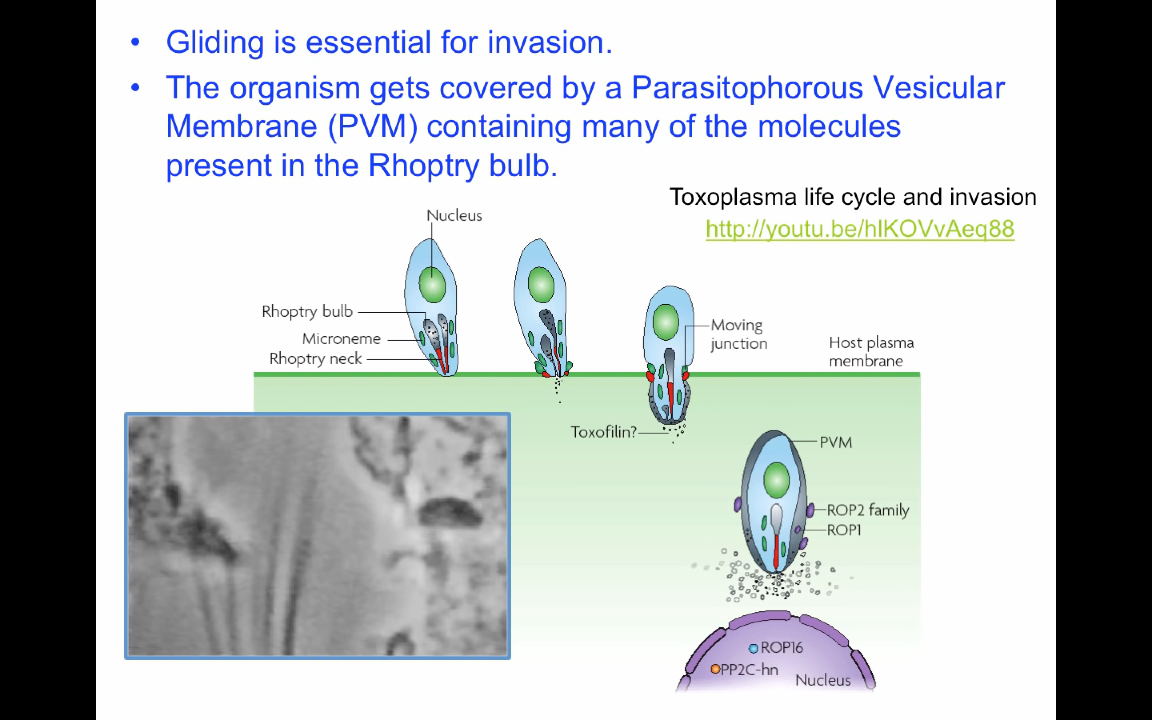 • Gliding is essential for invasion.
• The organism gets covered by a Parasitophorous Vesicular
Membrane (PVM) containing many of the molecules
present in the Rhoptry bulb.
Toxoplasma life cycle and invasion
http://youtu.be/hlKOVvAeq88
Nucleus
Rhoptry bulb
Microneme
Rhoptry neck
Moving
junction
Host plasma
membrane
Toxofilin?
PVM
ROP2 family
ROP1
ROP16
PP2C-hn
Nucleus